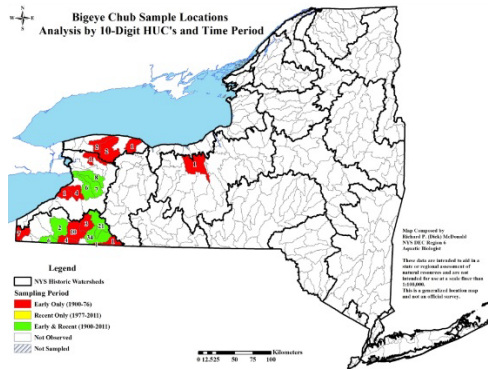 Bigeye Chub Sample Locations
Analysis by 10-Digit HUC's and Time Period
N
W
E
S
Map Composed by
Richard P. (Dick) McDonald
NYS DEC Region 6
Aquatic Biologist
These data are intended to aid in a
state or regional assessment of
natural resources and are not
intended for use at a scale finer than
This is a generalized location map
and not an official survey.
Legend
NYS Historic Watersheds
Sampling Period
Early Only (1900-76)
Recent Only (1977-2011)
Early & Recent (1900-2011)
Not Observed
Not Sampled
Kilometers
0 12.525 50 75 100